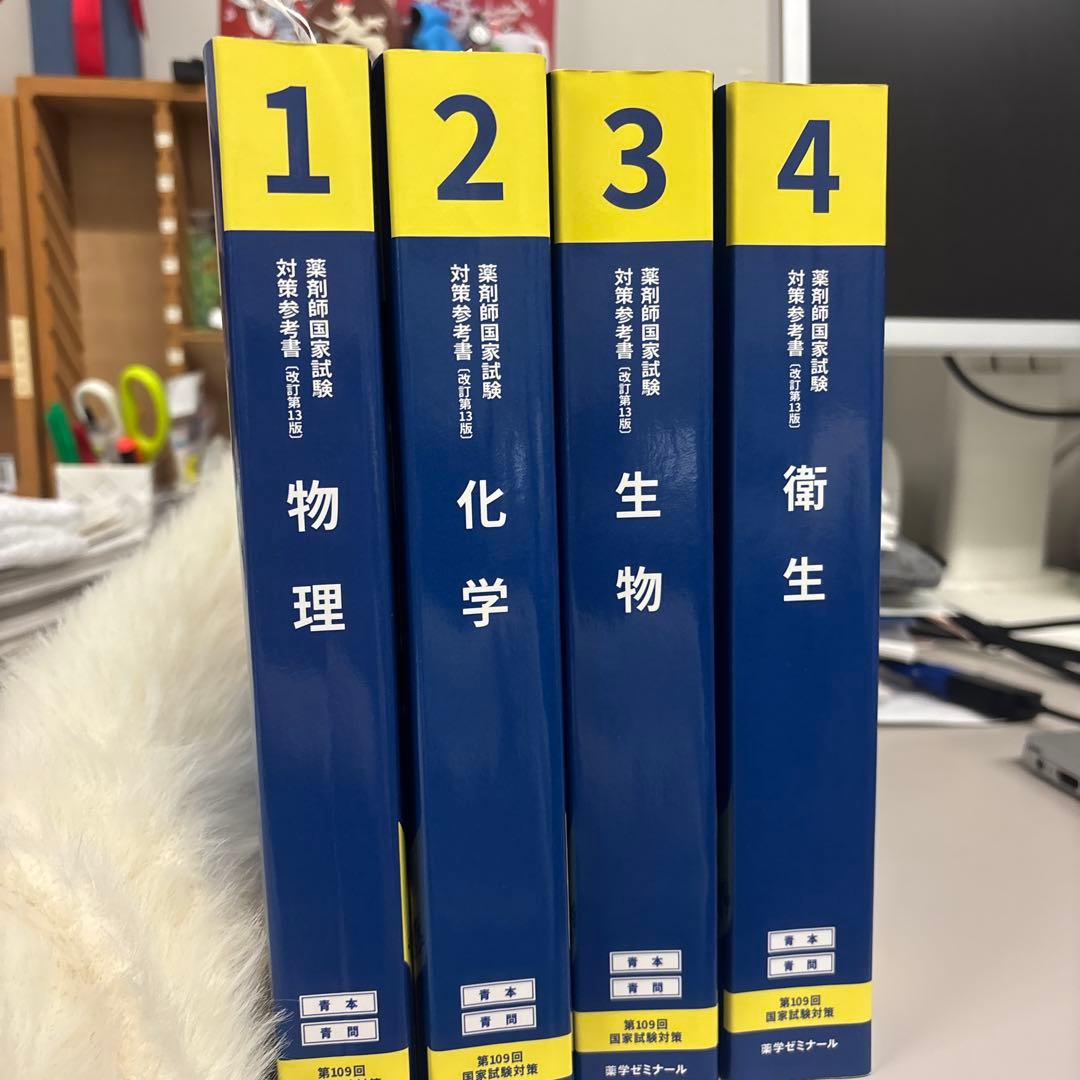 1
薬剤師国家試験
対策参考書〔改訂第13版〕
物理
青本
青問
第109回
国家試験対策
2
薬剤師国家試験
対策参考書〔改訂第13版〕
化学
青本
青問
第109回
国家試験対策
3
薬剤師国家試験
対策参考書〔改訂第13版〕
生物
青本
青問
第109回
国家試験対策
薬学ゼミナール
4
薬剤師国家試験
対策参考書〔改訂第13版〕
衛生
青本
青問
第109回
国家試験対策
薬学ゼミナール